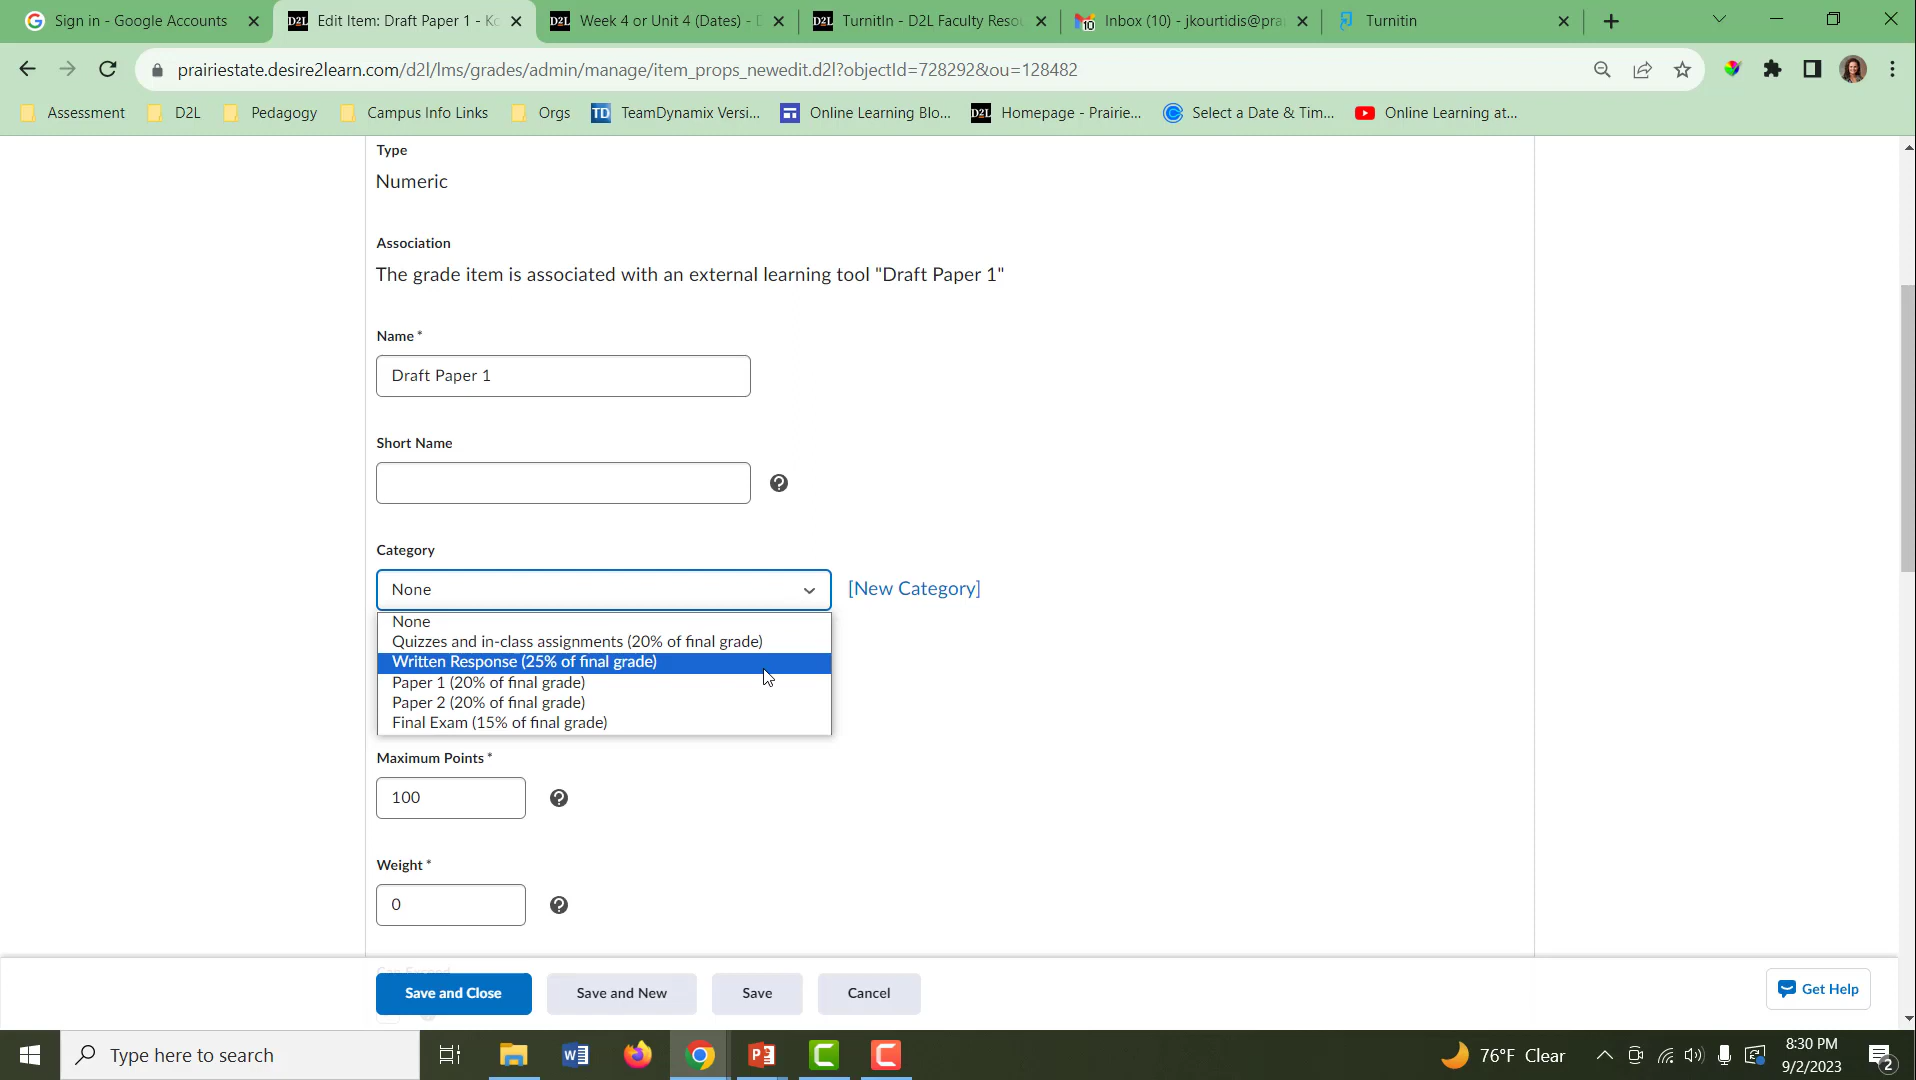 Sign in - Google Accounts
Edit Item: Draft Paper 1 - Ko
Week 4 or Unit 4 (Dates) - D
TurnitIn - D2L Faculty Resou
Inbox (10) - jkourtidis@prai
Turnitin
prairiestate.desire2learn.com/d2l/lms/grades/admin/manage/item_props_newedit.d2l?objectId=728292&ou=128482
Assessment
D2L
Pedagogy
Campus Info Links
Orgs
TD TeamDynamix Versi...
Online Learning Blo...
D2L Homepage - Prairie...
Select a Date & Tim...
Online Learning at...
Type
Numeric
Association
The grade item is associated with an external learning tool "Draft Paper 1"
Name *
Draft Paper 1
Short Name
Category
None
[New Category]
None
Quizzes and in-class assignments (20% of final grade)
Written Response (25% of final grade)
Paper 1 (20% of final grade)
Paper 2 (20% of final grade)
Final Exam (15% of final grade)
Maximum Points *
100
Weight *
0
Save and Close
Save and New
Save
Cancel
Get Help
Type here to search
76°F Clear
8:30 PM
9/2/2023
2